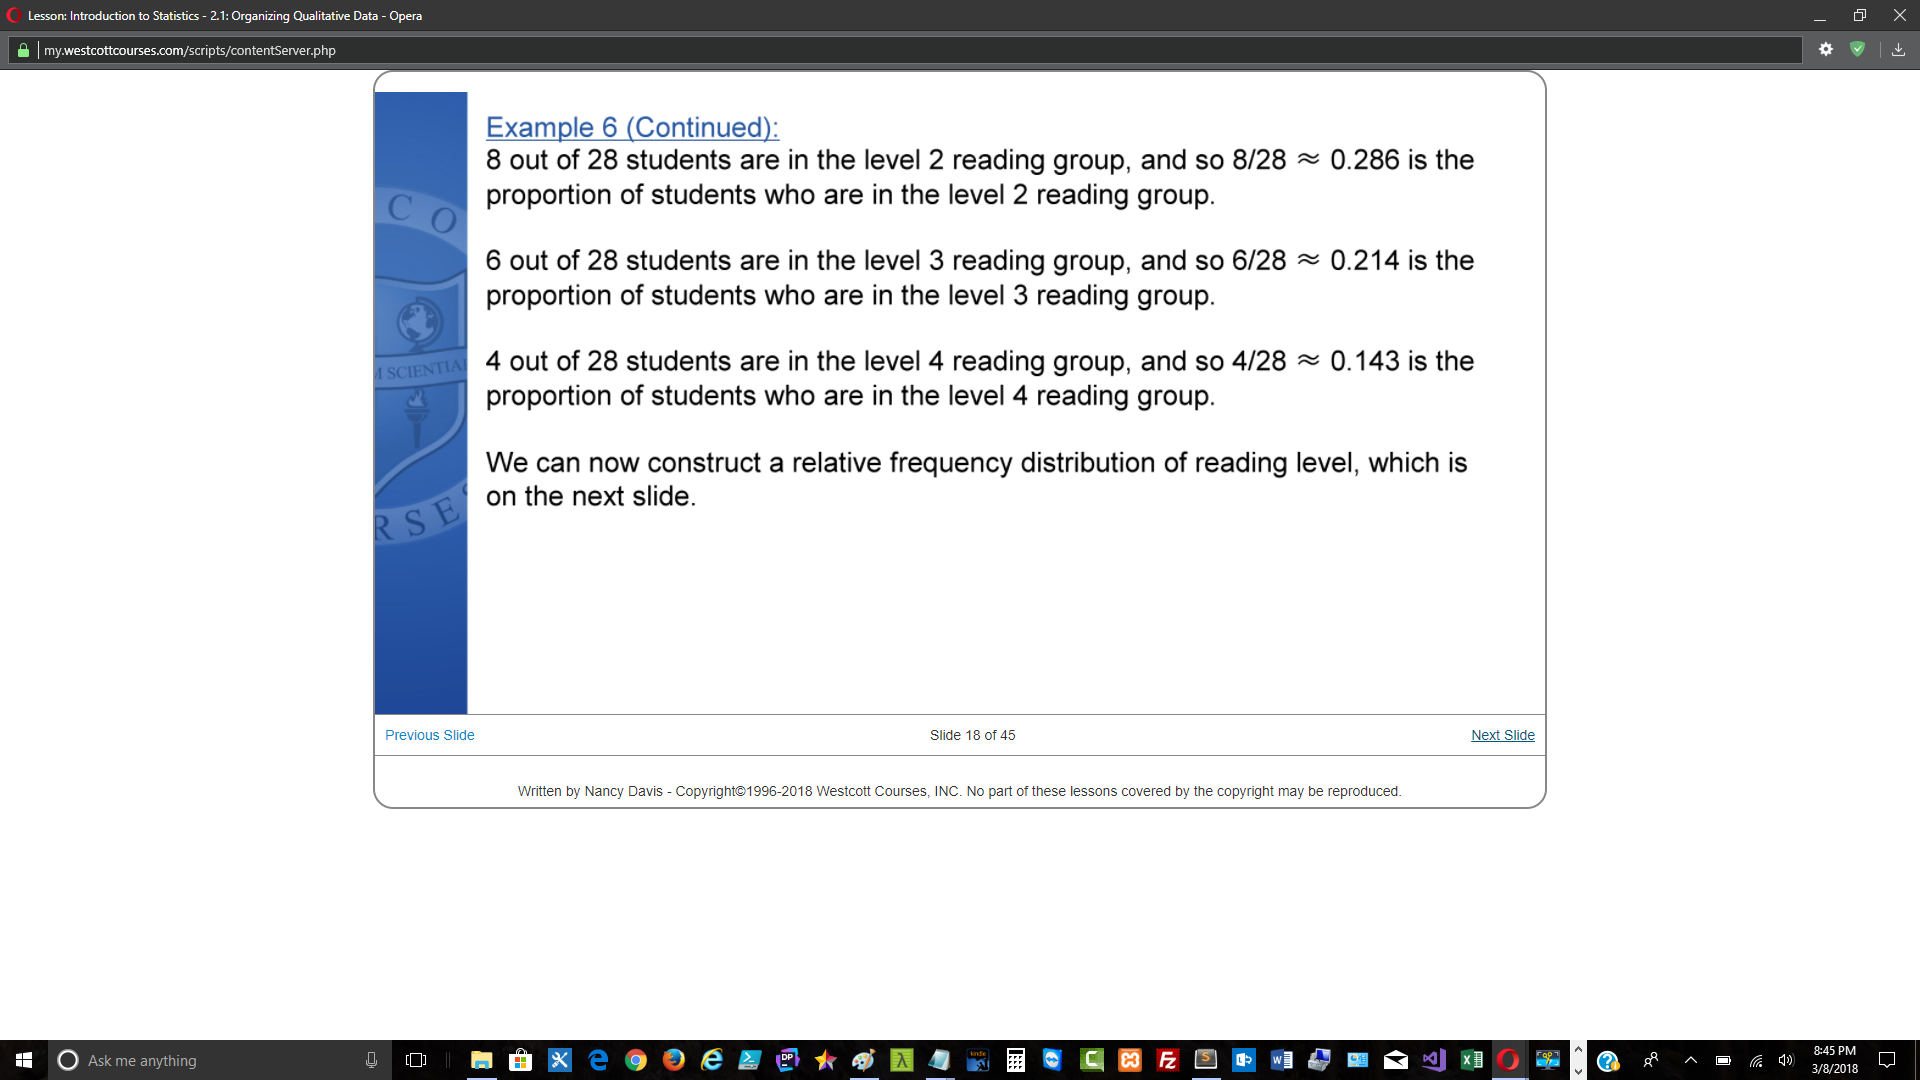 Lesson: Introduction to Statistics - 2.1: Organizing Qualitative Data - Opera
my.westcottcourses.com/scripts/contentServer.php
Example 6 (Continued):
8 out of 28 students are in the level 2 reading group, and so 8/28 ≈ 0.286 is the
proportion of students who are in the level 2 reading group.
6 out of 28 students are in the level 3 reading group, and so 6/28 ≈ 0.214 is the
proportion of students who are in the level 3 reading group.
4 out of 28 students are in the level 4 reading group, and so 4/28 ≈ 0.143 is the
proportion of students who are in the level 4 reading group.
We can now construct a relative frequency distribution of reading level, which is
on the next slide.
C O
M SCIENTIA
R S E
Previous Slide
Slide 18 of 45
Next Slide
Written by Nancy Davis - Copyright©1996-2018 Westcott Courses, INC. No part of these lessons covered by the copyright may be reproduced.
Ask me anything
DP
kindle
Fz
S
8:45 PM
3/8/2018